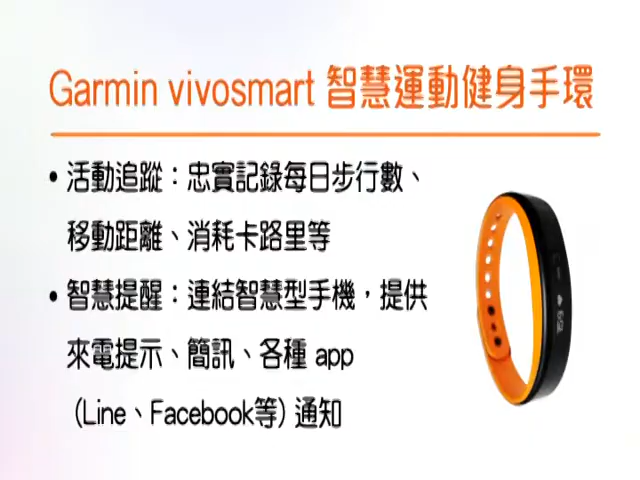 Garmin vivosmart 智慧運動健身手環
• 活動追蹤：忠實記錄每日步行數、
移動距離、消耗卡路里等
• 智慧提醒：連結智慧型手機，提供
來電提示、簡訊、各種 app
(Line、Facebook等) 通知